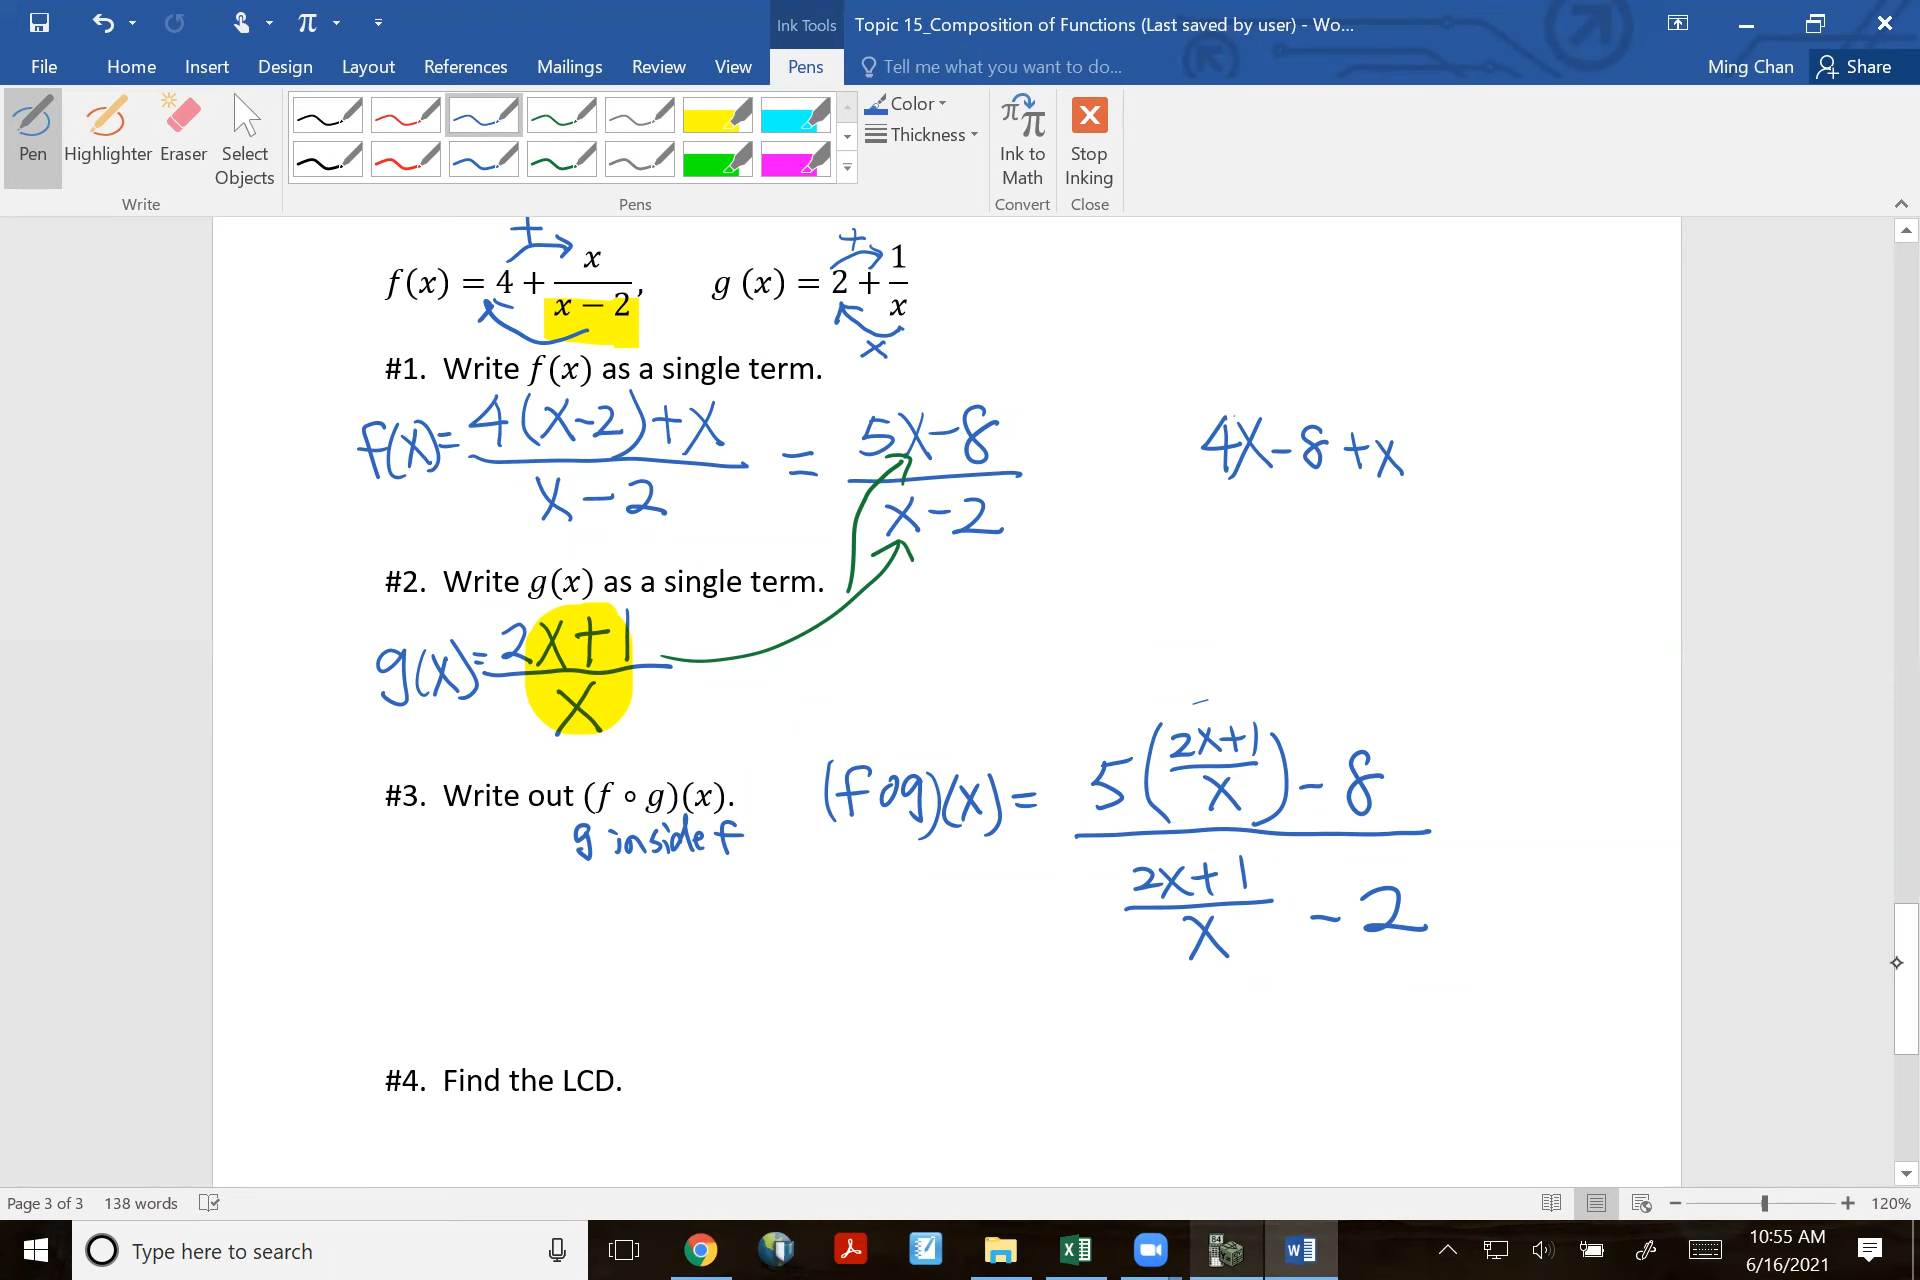 Ink Tools
Topic 15_Composition of Functions (Last saved by user) - Wo...
File Home Insert Design Layout References Mailings Review View Pens Tell me what you want to do... Ming Chan Share
Pen Highlighter Eraser Select Objects
Color
Thickness
Ink to Math
Stop Inking
Write Pens Convert Close
+ +
f(x) = 4 + x/(x − 2), g (x) = 2 + 1/x
x
#1. Write f(x) as a single term.
f(x) = (4(x-2)+x)/(x-2) = (5x-8)/(x-2) 4x-8+x
#2. Write g(x) as a single term.
g(x) = (2x+1)/x
#3. Write out (f ∘ g)(x). (fog)(x) = (5((2x+1)/x) - 8)/((2x+1)/x - 2)
g inside f
#4. Find the LCD.
Page 3 of 3 138 words 120%
Type here to search
B4
10:55 AM
6/16/2021